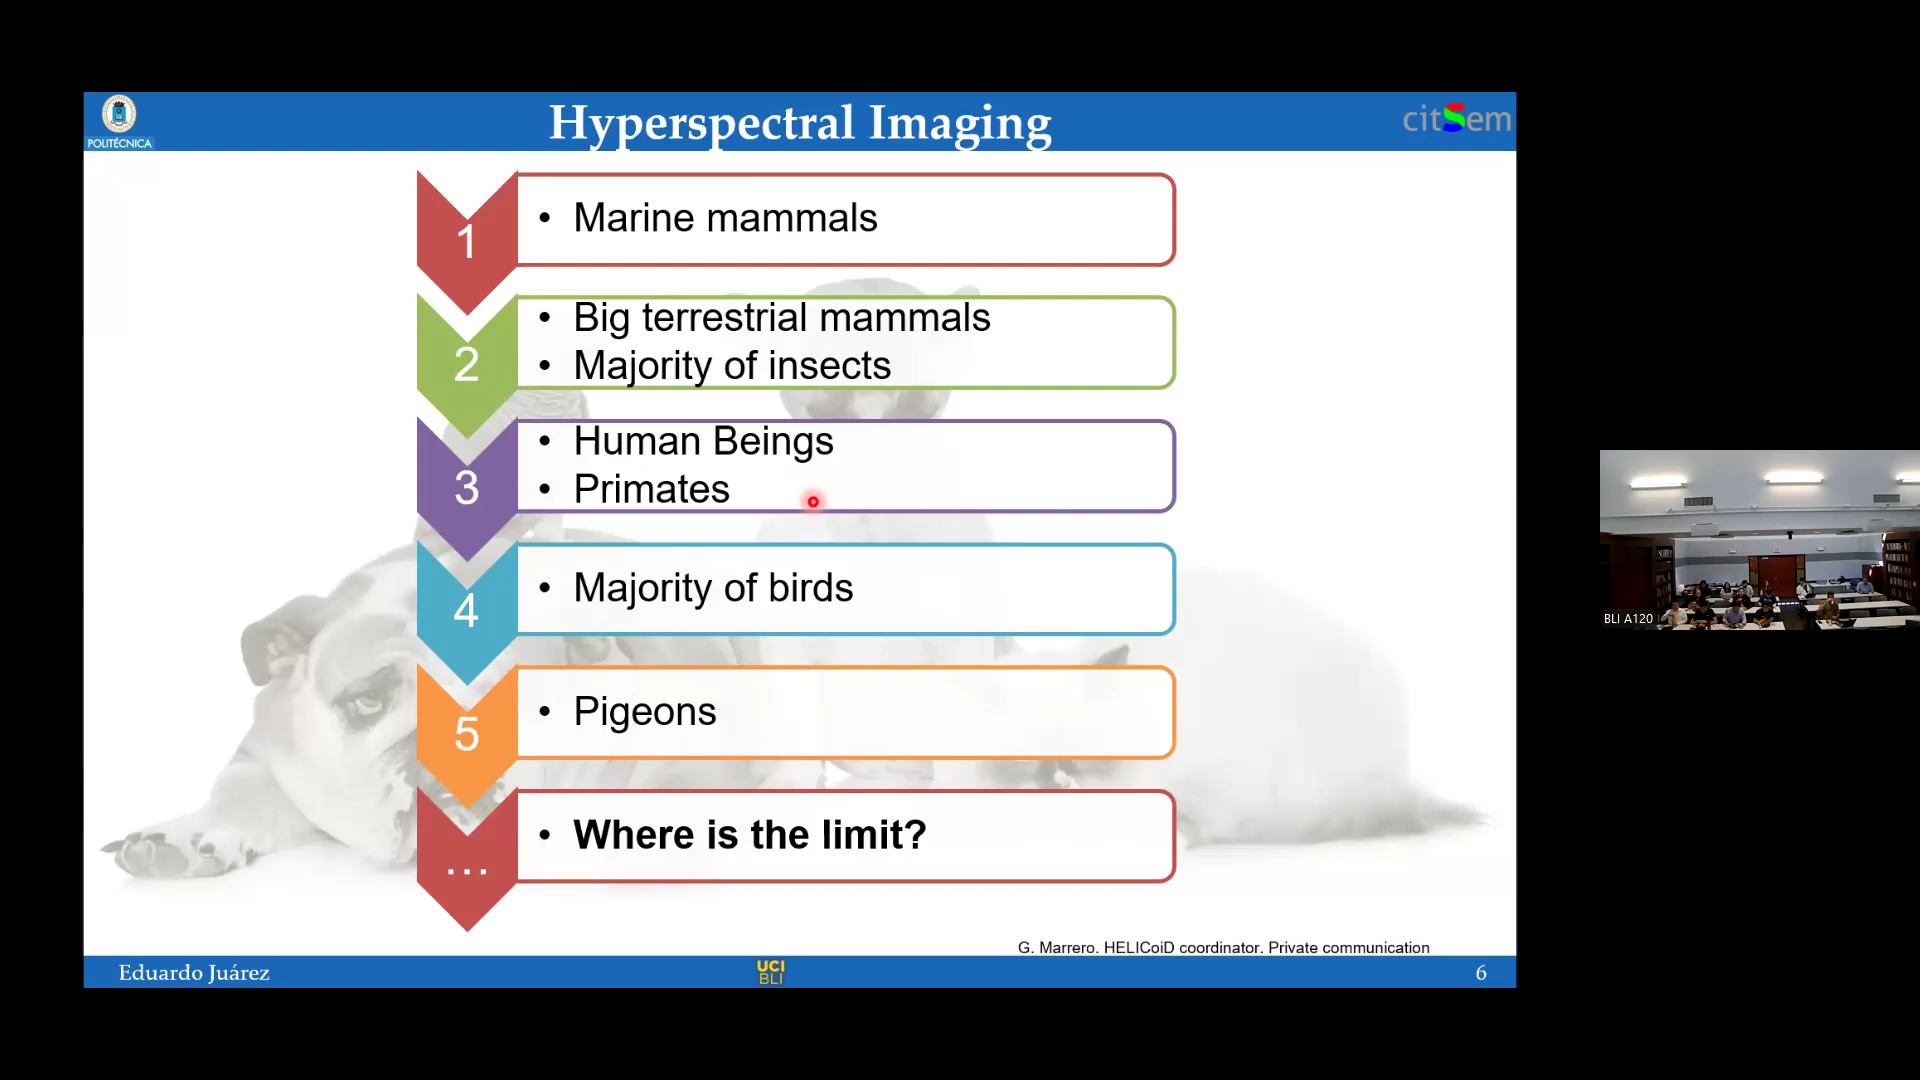 POLITÉCNICA
Hyperspectral Imaging
citSem
1
• Marine mammals
2
• Big terrestrial mammals
• Majority of insects
3
• Human Beings
• Primates
4
• Majority of birds
5
• Pigeons
...
• Where is the limit?
G. Marrero. HELICoiD coordinator. Private communication
Eduardo Juárez
UCI
BLI
6
BLI A120